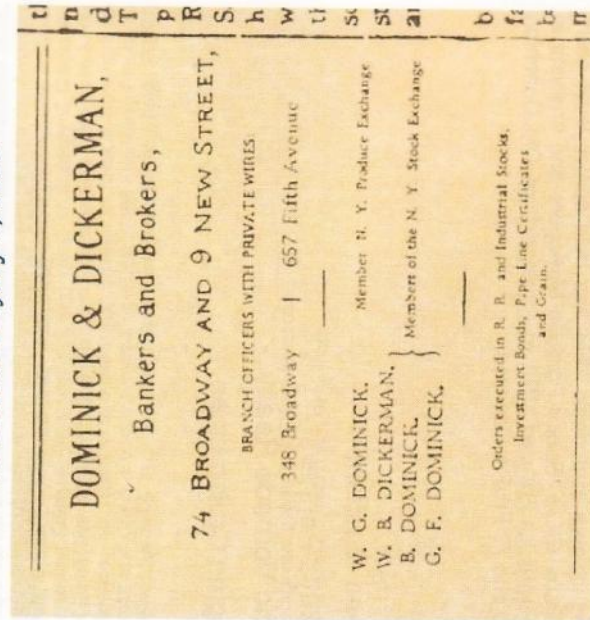 DOMINICK & DICKERMAN,
Bankers and Brokers,
74 BROADWAY AND 9 NEW STREET,
BRANCH OFFICERS WITH PRIVATE WIRES
348 Broadway | 657 Fifth Avenue
W. G. DOMINICK. Member N. Y. Produce Exchange
W. B. DICKERMAN.
B. DOMINICK. } Members of the N. Y. Stock Exchange
G. F. DOMINICK.
Orders executed in R. R. and Industrial Stocks,
Investment Bonds, Pipe Line Certificates
and Grain.